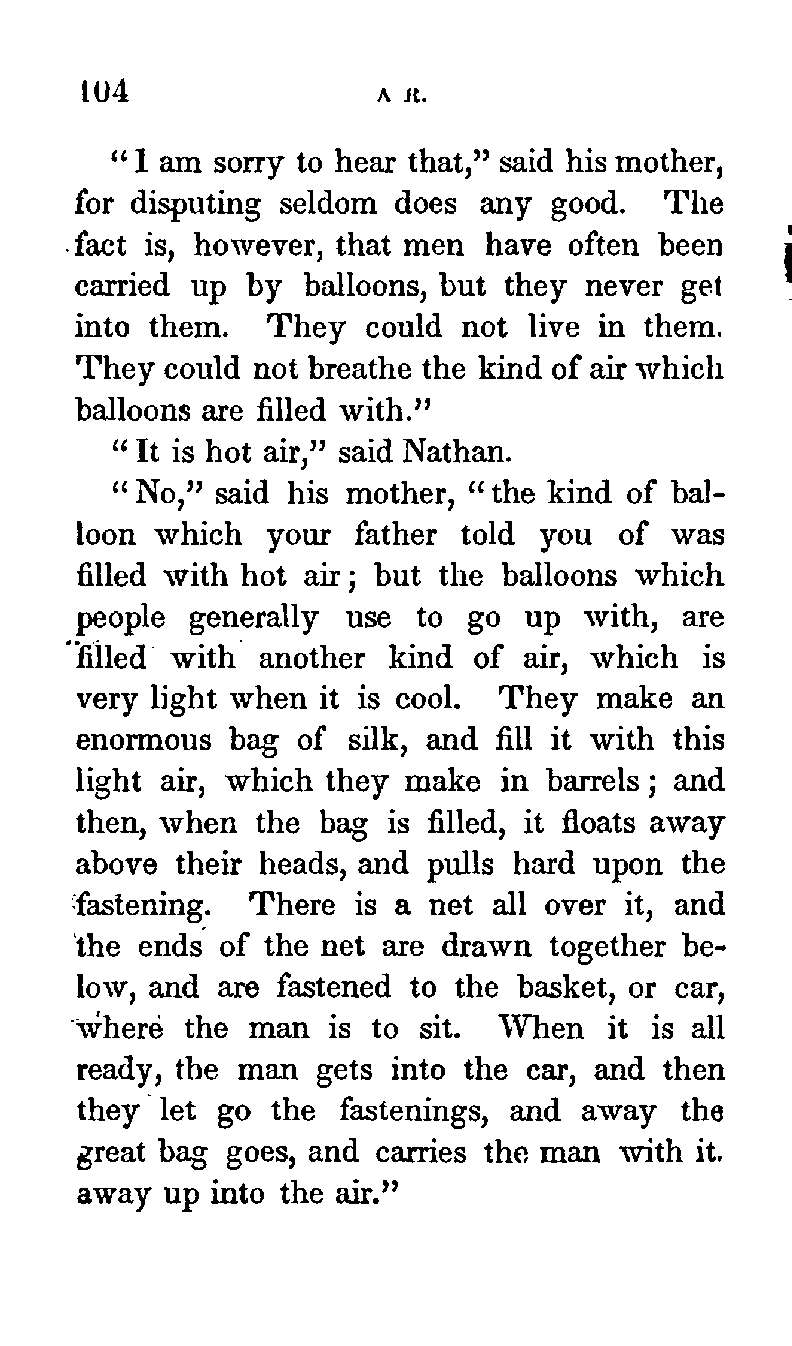 104 A R.
“I am sorry to hear that,” said his mother,
for disputing seldom does any good. The
fact is, however, that men have often been
carried up by balloons, but they never get
into them. They could not live in them.
They could not breathe the kind of air which
balloons are filled with.”
“It is hot air,” said Nathan.
“No,” said his mother, “the kind of bal-
loon which your father told you of was
filled with hot air; but the balloons which
people generally use to go up with, are
filled with another kind of air, which is
very light when it is cool. They make an
enormous bag of silk, and fill it with this
light air, which they make in barrels; and
then, when the bag is filled, it floats away
above their heads, and pulls hard upon the
fastening. There is a net all over it, and
the ends of the net are drawn together be-
low, and are fastened to the basket, or car,
where the man is to sit. When it is all
ready, the man gets into the car, and then
they let go the fastenings, and away the
great bag goes, and carries the man with it.
away up into the air.”